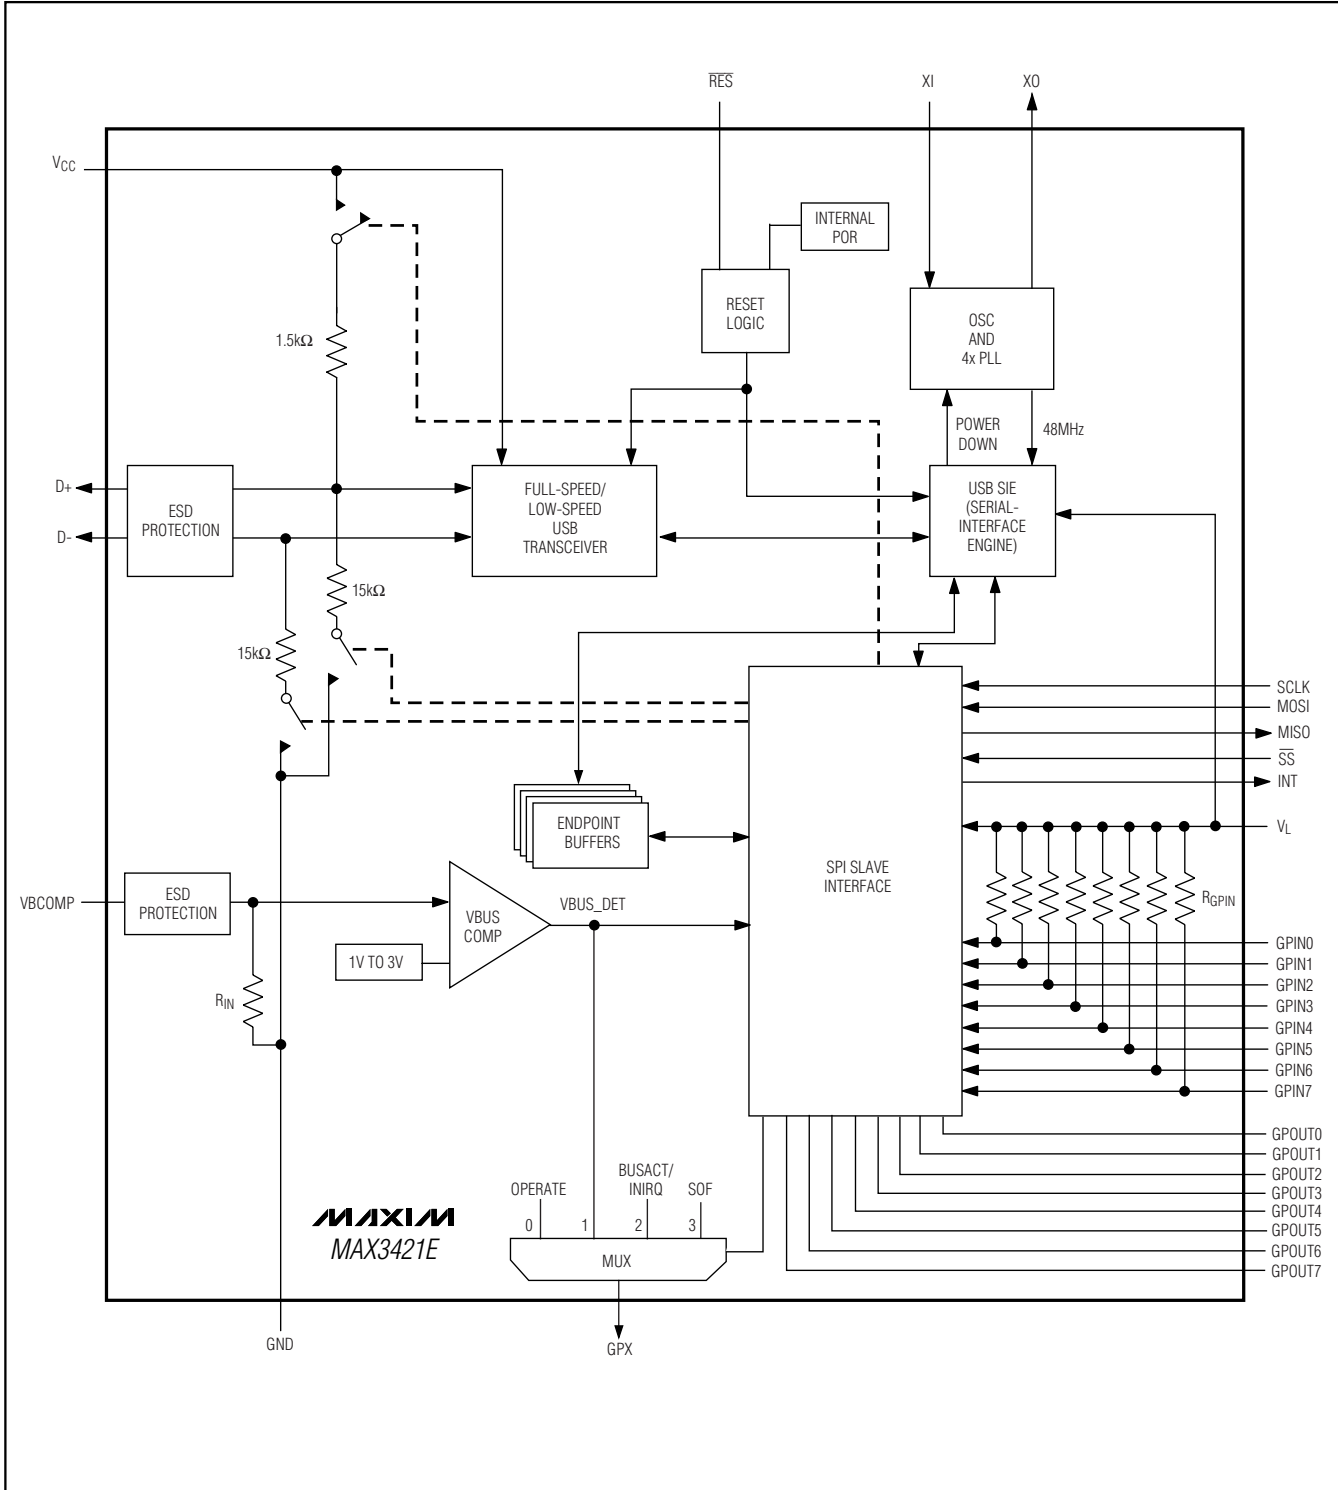 RES
XI
XO
VCC
INTERNAL
POR
RESET
LOGIC
OSC
AND
4x PLL
1.5kΩ
POWER
DOWN
48MHz
D+
D-
ESD
PROTECTION
FULL-SPEED/
LOW-SPEED
USB
TRANSCEIVER
USB SIE
(SERIAL-
INTERFACE
ENGINE)
15kΩ
15kΩ
SCLK
MOSI
MISO
SS
INT
VL
ENDPOINT
BUFFERS
SPI SLAVE
INTERFACE
RGPIN
VBCOMP
ESD
PROTECTION
VBUS
COMP
VBUS_DET
1V TO 3V
RIN
GPIN0
GPIN1
GPIN2
GPIN3
GPIN4
GPIN5
GPIN6
GPIN7
GPOUT0
GPOUT1
GPOUT2
GPOUT3
GPOUT4
GPOUT5
GPOUT6
GPOUT7
OPERATE
BUSACT/
INIRQ
SOF
0
1
2
3
MUX
MAXIM
MAX3421E
GND
GPX